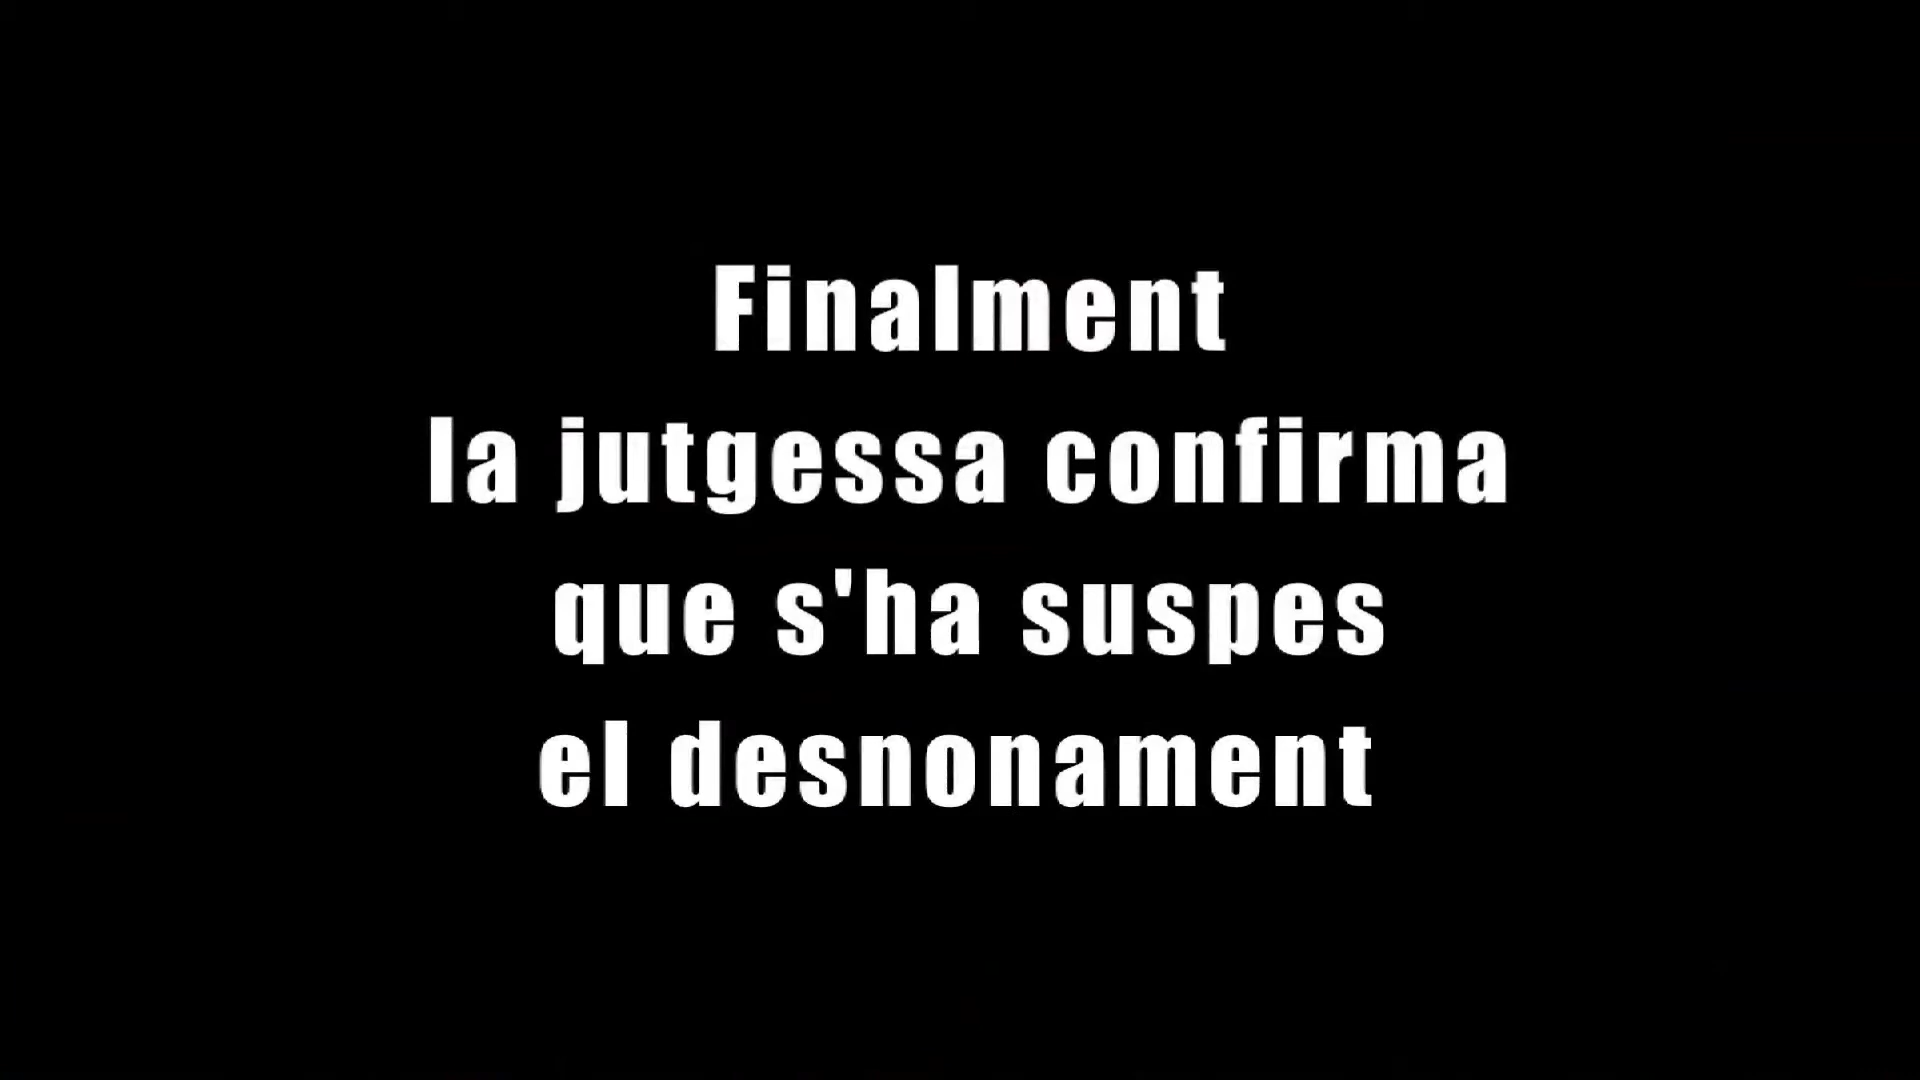 Finalment
la jutgessa confirma
que s'ha suspes
el desnonament